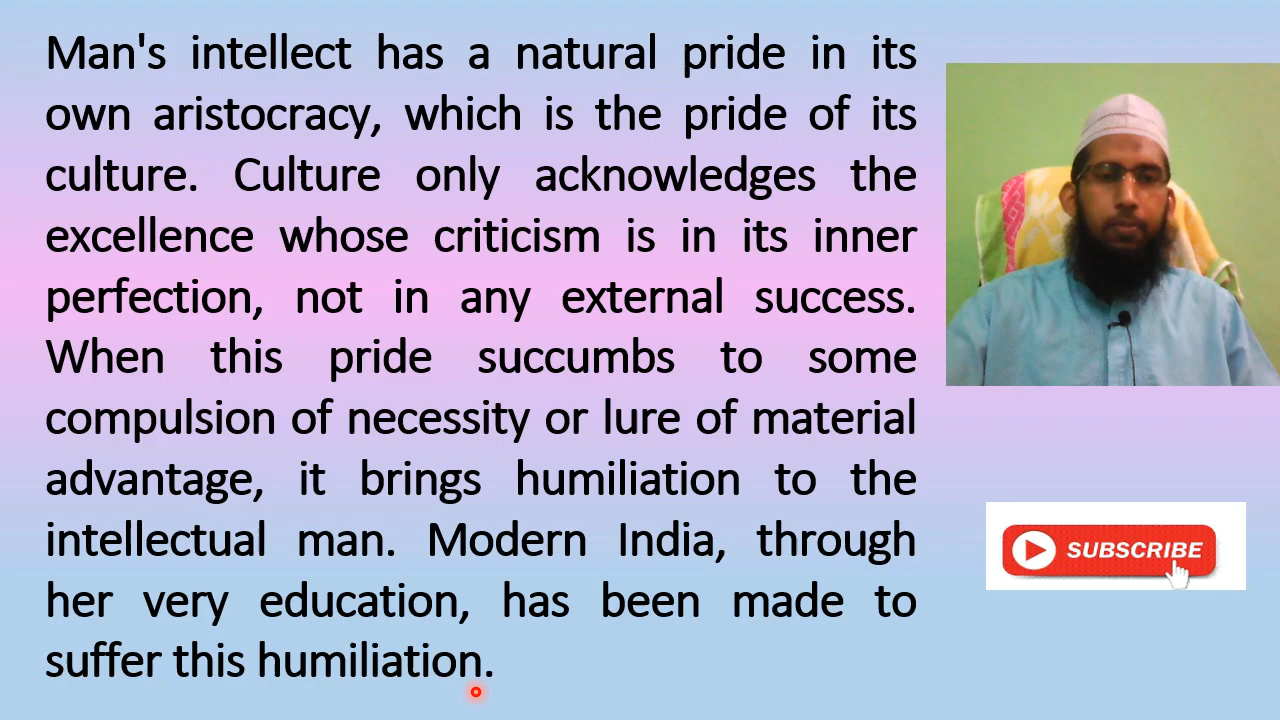 Man's intellect has a natural pride in its
own aristocracy, which is the pride of its
culture. Culture only acknowledges the
excellence whose criticism is in its inner
perfection, not in any external success.
When this pride succumbs to some
compulsion of necessity or lure of material
advantage, it brings humiliation to the
intellectual man. Modern India, through
her very education, has been made to
suffer this humiliation.
SUBSCRIBE